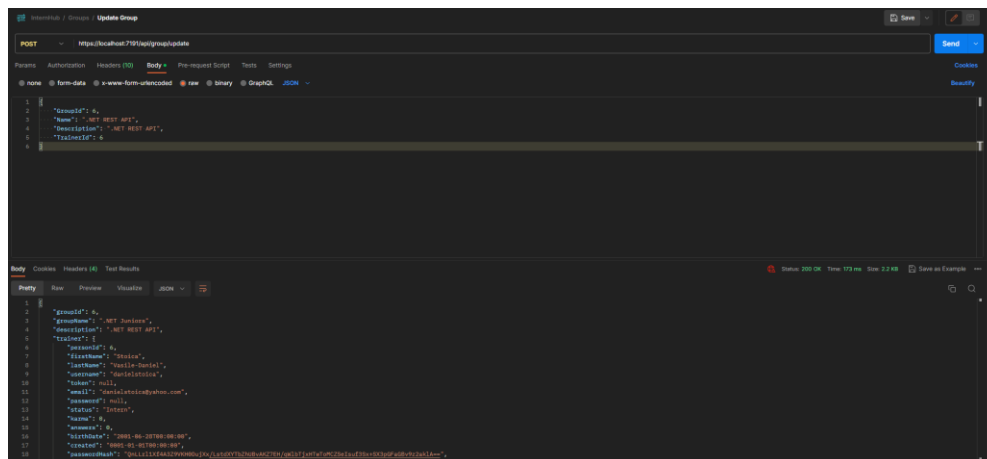 InternHub / Groups / Update Group
Save
POST https://localhost:7191/api/group/update Send
Params Authorization Headers (10) Body Pre-request Script Tests Settings Cookies
none form-data x-www-form-urlencoded raw binary GraphQL JSON Beautify
1 {
2 "GroupId": 6,
3 "Name": ".NET REST API",
4 "Description": ".NET REST API",
5 "TrainerId": 6
6 }
Body Cookies Headers (4) Test Results Status: 200 OK Time: 173 ms Size: 2.2 KB Save as Example
Pretty Raw Preview Visualize JSON
1 {
2 "groupId": 6,
3 "groupName": ".NET Juniors",
4 "description": ".NET REST API",
5 "trainer": {
6 "personId": 6,
7 "firstName": "Stoica",
8 "lastName": "Vasile-Daniel",
9 "username": "danielstoica",
10 "token": null,
11 "email": "danielstoica@yahoo.com",
12 "password": null,
13 "status": "Intern",
14 "karma": 0,
15 "answers": 0,
16 "birthDate": "2001-06-28T00:00:00",
17 "created": "0001-01-01T00:00:00",
18 "passwordHash":